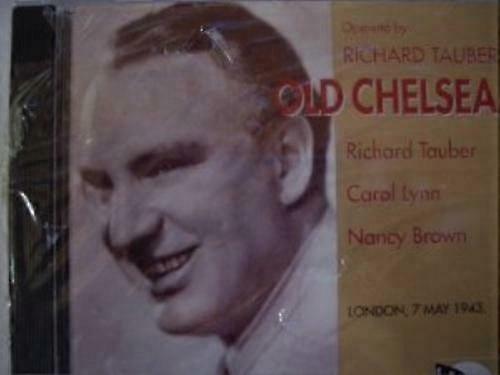 Operetta by
RICHARD TAUBER
OLD CHELSEA
Richard Tauber
Carol Lynn
Nancy Brown
LONDON, 7 MAY 1943.